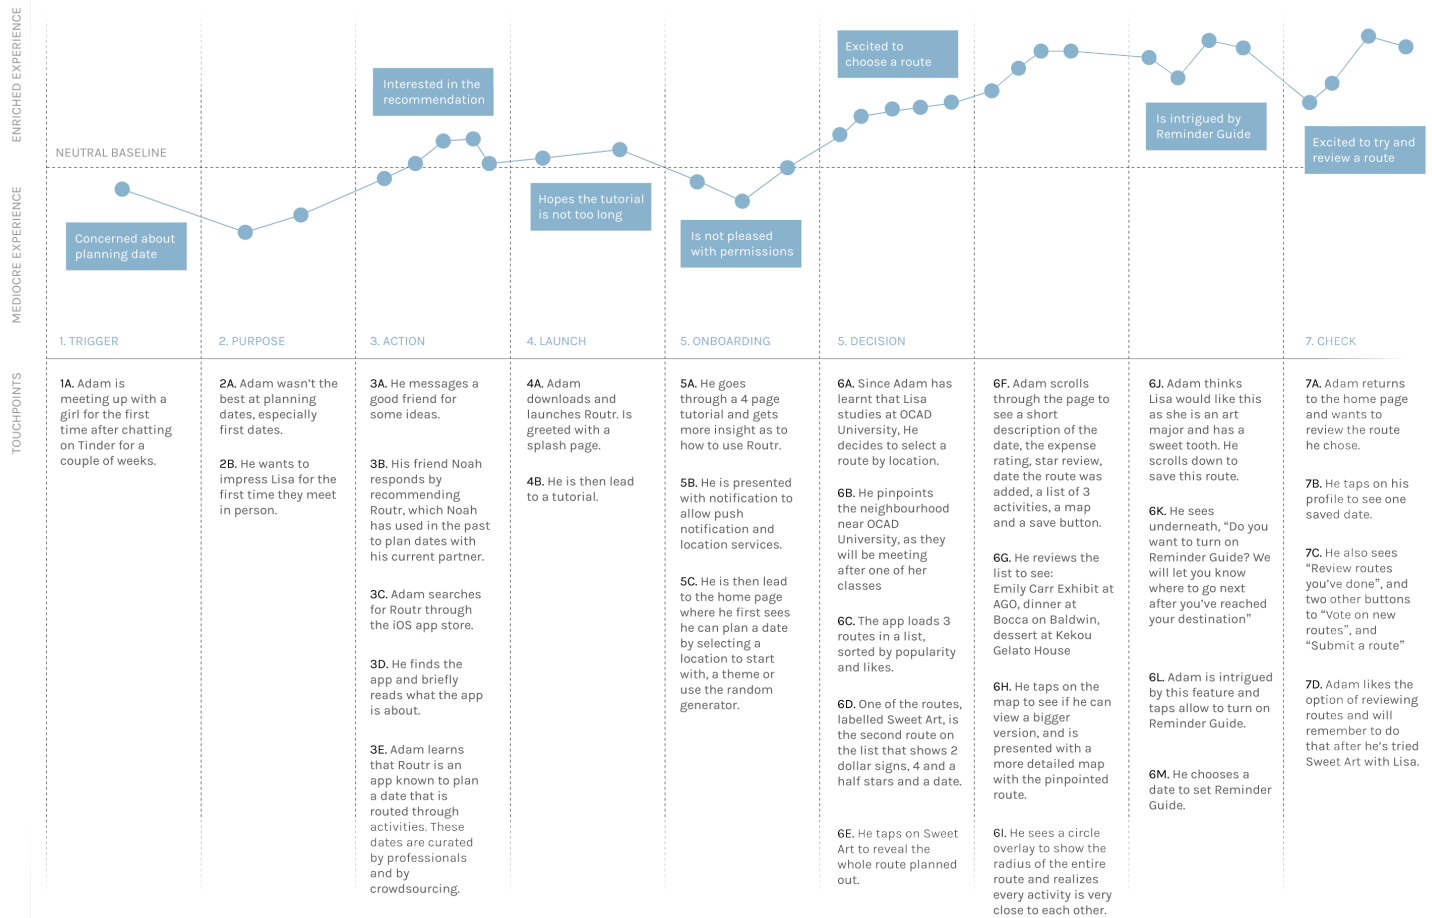 ENRICHED EXPERIENCE
MEDIOCRE EXPERIENCE
TOUCHPOINTS
NEUTRAL BASELINE
Concerned about
planning date
Interested in the
recommendation
Hopes the tutorial
is not too long
Is not pleased
with permissions
Excited to
choose a route
Is intrigued by
Reminder Guide
Excited to try and
review a route
1. TRIGGER
2. PURPOSE
3. ACTION
4. LAUNCH
5. ONBOARDING
5. DECISION
7. CHECK
1A. Adam is
meeting up with a
girl for the first
time after chatting
on Tinder for a
couple of weeks.
2A. Adam wasn't the
best at planning
dates, especially
first dates.
2B. He wants to
impress Lisa for the
first time they meet
in person.
3A. He messages a
good friend for
some ideas.
3B. His friend Noah
responds by
recommending
Routr, which Noah
has used in the past
to plan dates with
his current partner.
3C. Adam searches
for Routr through
the iOS app store.
3D. He finds the
app and briefly
reads what the app
is about.
3E. Adam learns
that Routr is an
app known to plan
a date that is
routed through
activities. These
dates are curated
by professionals
and by
crowdsourcing.
4A. Adam
downloads and
launches Routr. Is
greeted with a
splash page.
4B. He is then lead
to a tutorial.
5A. He goes
through a 4 page
tutorial and gets
more insight as to
how to use Routr.
5B. He is presented
with notification to
allow push
notification and
location services.
5C. He is then lead
to the home page
where he first sees
he can plan a date
by selecting a
location to start
with, a theme or
use the random
generator.
6A. Since Adam has
learnt that Lisa
studies at OCAD
University, He
decides to select a
route by location.
6B. He pinpoints
the neighbourhood
near OCAD
University, as they
will be meeting
after one of her
classes
6C. The app loads 3
routes in a list,
sorted by popularity
and likes.
6D. One of the routes,
labelled Sweet Art, is
the second route on
the list that shows 2
dollar signs, 4 and a
half stars and a date.
6E. He taps on Sweet
Art to reveal the
whole route planned
out.
6F. Adam scrolls
through the page to
see a short
description of the
date, the expense
rating, star review,
date the route was
added, a list of 3
activities, a map
and a save button.
6G. He reviews the
list to see:
Emily Carr Exhibit at
AGO, dinner at
Bocca on Baldwin,
dessert at Kekou
Gelato House
6H. He taps on the
map to see if he can
view a bigger
version, and is
presented with a
more detailed map
with the pinpointed
route.
6I. He sees a circle
overlay to show the
radius of the entire
route and realizes
every activity is very
close to each other.
6J. Adam thinks
Lisa would like this
as she is an art
major and has a
sweet tooth. He
scrolls down to
save this route.
6K. He sees
underneath, "Do you
want to turn on
Reminder Guide? We
will let you know
where to go next
after you've reached
your destination"
6L. Adam is intrigued
by this feature and
taps allow to turn on
Reminder Guide.
6M. He chooses a
date to set Reminder
Guide.
7A. Adam returns
to the home page
and wants to
review the route
he chose.
7B. He taps on his
profile to see one
saved date.
7C. He also sees
"Review routes
you've done", and
two other buttons
to "Vote on new
routes", and
"Submit a route"
7D. Adam likes the
option of reviewing
routes and will
remember to do
that after he's tried
Sweet Art with Lisa.